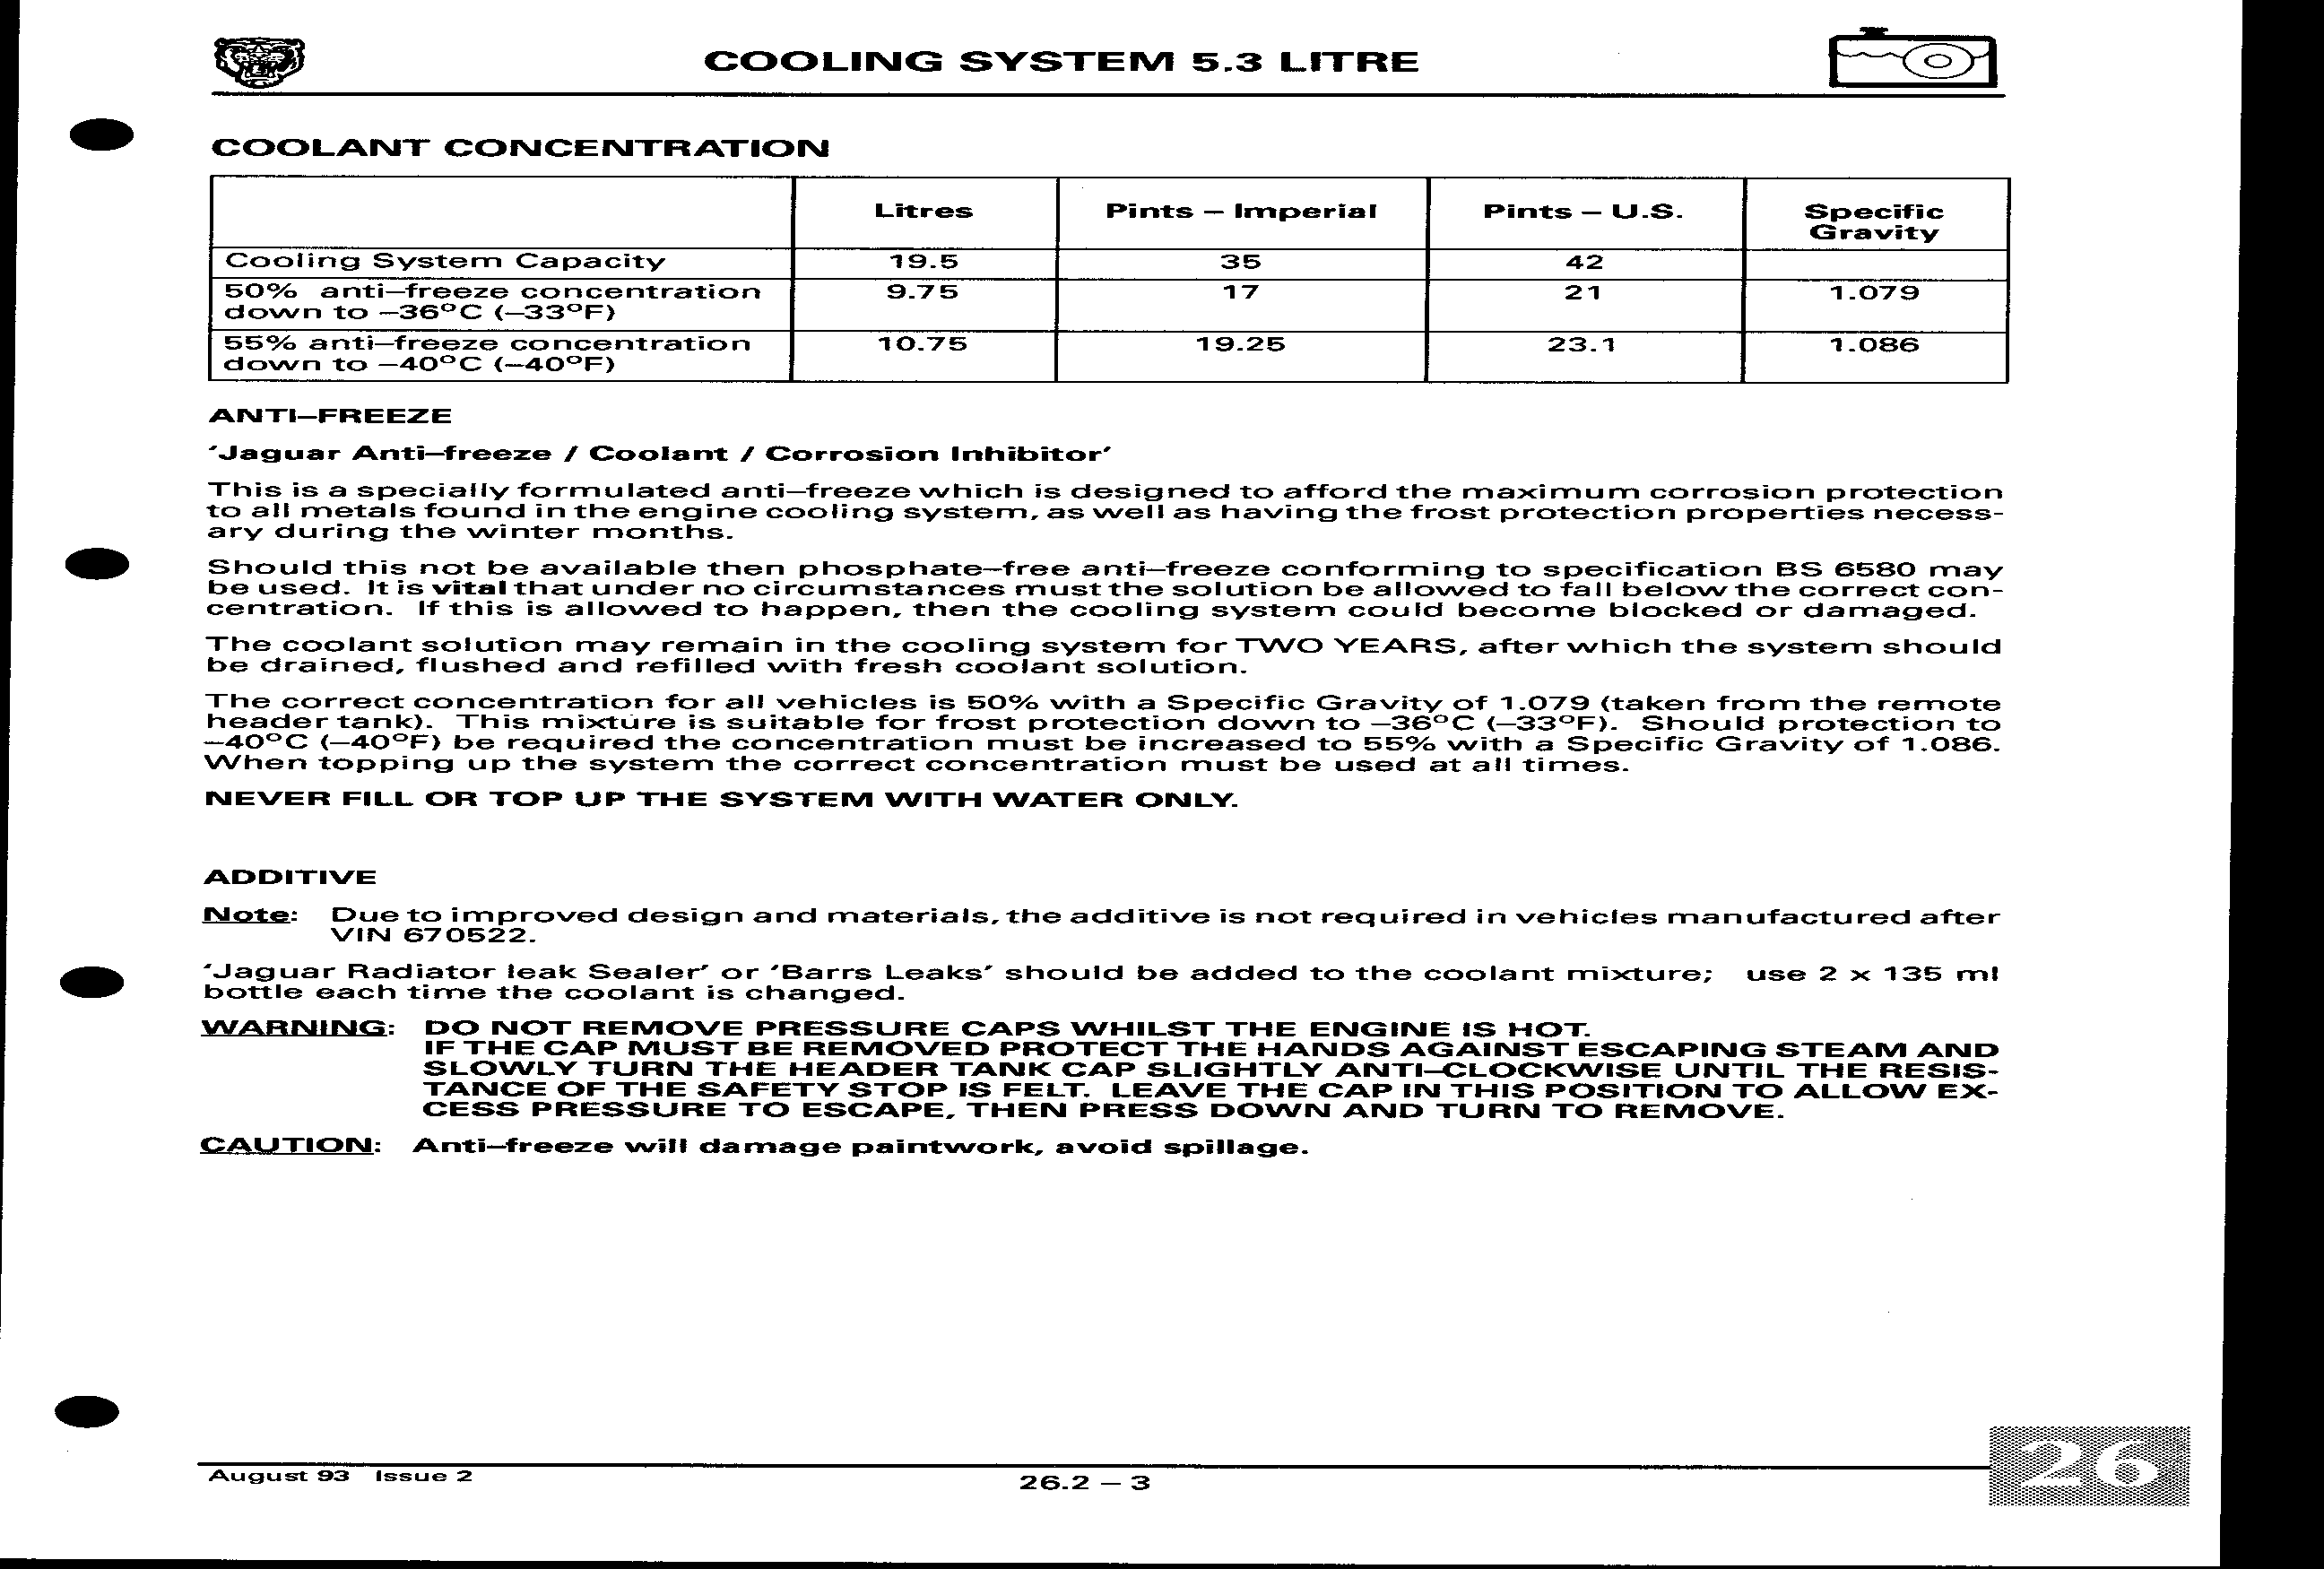 COOLING SYSTEM 5.3 LITRE
COOLANT CONCENTRATION
Litres Pints – Imperial Pints – U.S. Specific
Gravity
Cooling System Capacity 19.5 35 42
50% anti–freeze concentration 9.75 17 21 1.079
down to –36°C (–33°F)
55% anti–freeze concentration 10.75 19.25 23.1 1.086
down to –40°C (–40°F)
ANTI–FREEZE
‘Jaguar Anti–freeze / Coolant / Corrosion Inhibitor’
This is a specially formulated anti–freeze which is designed to afford the maximum corrosion protection
to all metals found in the engine cooling system, as well as having the frost protection properties necess-
ary during the winter months.
Should this not be available then phosphate–free anti–freeze conforming to specification BS 6580 may
be used. It is vital that under no circumstances must the solution be allowed to fall below the correct con-
centration. If this is allowed to happen, then the cooling system could become blocked or damaged.
The coolant solution may remain in the cooling system for TWO YEARS, after which the system should
be drained, flushed and refilled with fresh coolant solution.
The correct concentration for all vehicles is 50% with a Specific Gravity of 1.079 (taken from the remote
header tank). This mixture is suitable for frost protection down to –36°C (–33°F). Should protection to
–40°C (–40°F) be required the concentration must be increased to 55% with a Specific Gravity of 1.086.
When topping up the system the correct concentration must be used at all times.
NEVER FILL OR TOP UP THE SYSTEM WITH WATER ONLY.
ADDITIVE
Note: Due to improved design and materials, the additive is not required in vehicles manufactured after
VIN 670522.
‘Jaguar Radiator leak Sealer’ or ‘Barrs Leaks’ should be added to the coolant mixture; use 2 x 135 ml
bottle each time the coolant is changed.
WARNING: DO NOT REMOVE PRESSURE CAPS WHILST THE ENGINE IS HOT.
IF THE CAP MUST BE REMOVED PROTECT THE HANDS AGAINST ESCAPING STEAM AND
SLOWLY TURN THE HEADER TANK CAP SLIGHTLY ANTI–CLOCKWISE UNTIL THE RESIS-
TANCE OF THE SAFETY STOP IS FELT. LEAVE THE CAP IN THIS POSITION TO ALLOW EX-
CESS PRESSURE TO ESCAPE, THEN PRESS DOWN AND TURN TO REMOVE.
CAUTION: Anti–freeze will damage paintwork, avoid spillage.
August 93 Issue 2
26.2 – 3
26